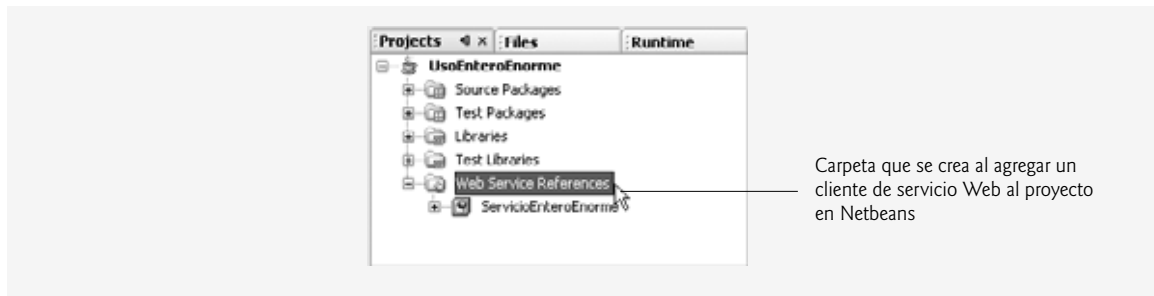 Projects Files Runtime
UsoEnteroEnorme
Source Packages
Test Packages
Libraries
Test Libraries
Web Service References
ServicioEnteroEnorme
Carpeta que se crea al agregar un
cliente de servicio Web al proyecto
en Netbeans